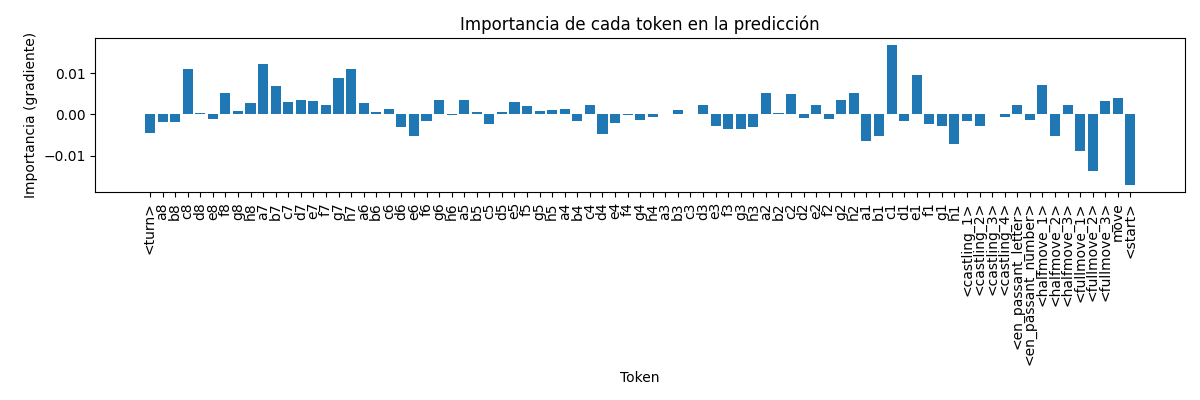 Importancia de cada token en la predicción
Importancia (gradiente)
0.01
0.00
−0.01
<turn>
a8
b8
c8
d8
e8
f8
g8
h8
a7
b7
c7
d7
e7
f7
g7
h7
a6
b6
c6
d6
e6
f6
g6
h6
a5
b5
c5
d5
e5
f5
g5
h5
a4
b4
c4
d4
e4
f4
g4
h4
a3
b3
c3
d3
e3
f3
g3
h3
a2
b2
c2
d2
e2
f2
g2
h2
a1
b1
c1
d1
e1
f1
g1
h1
<castling_1>
<castling_2>
<castling_3>
<castling_4>
<en_passant_letter>
<en_passant_number>
<halfmove_1>
<halfmove_2>
<halfmove_3>
<fullmove_1>
<fullmove_2>
<fullmove_3>
move
<start>
Token